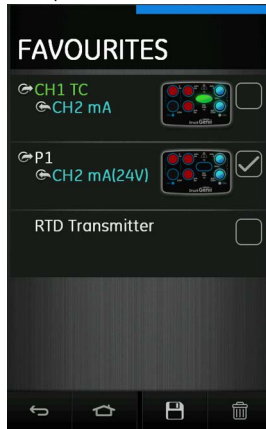 FAVOURITES
CH1 TC
CH2 mA
P1
CH2 mA(24V)
RTD Transmitter